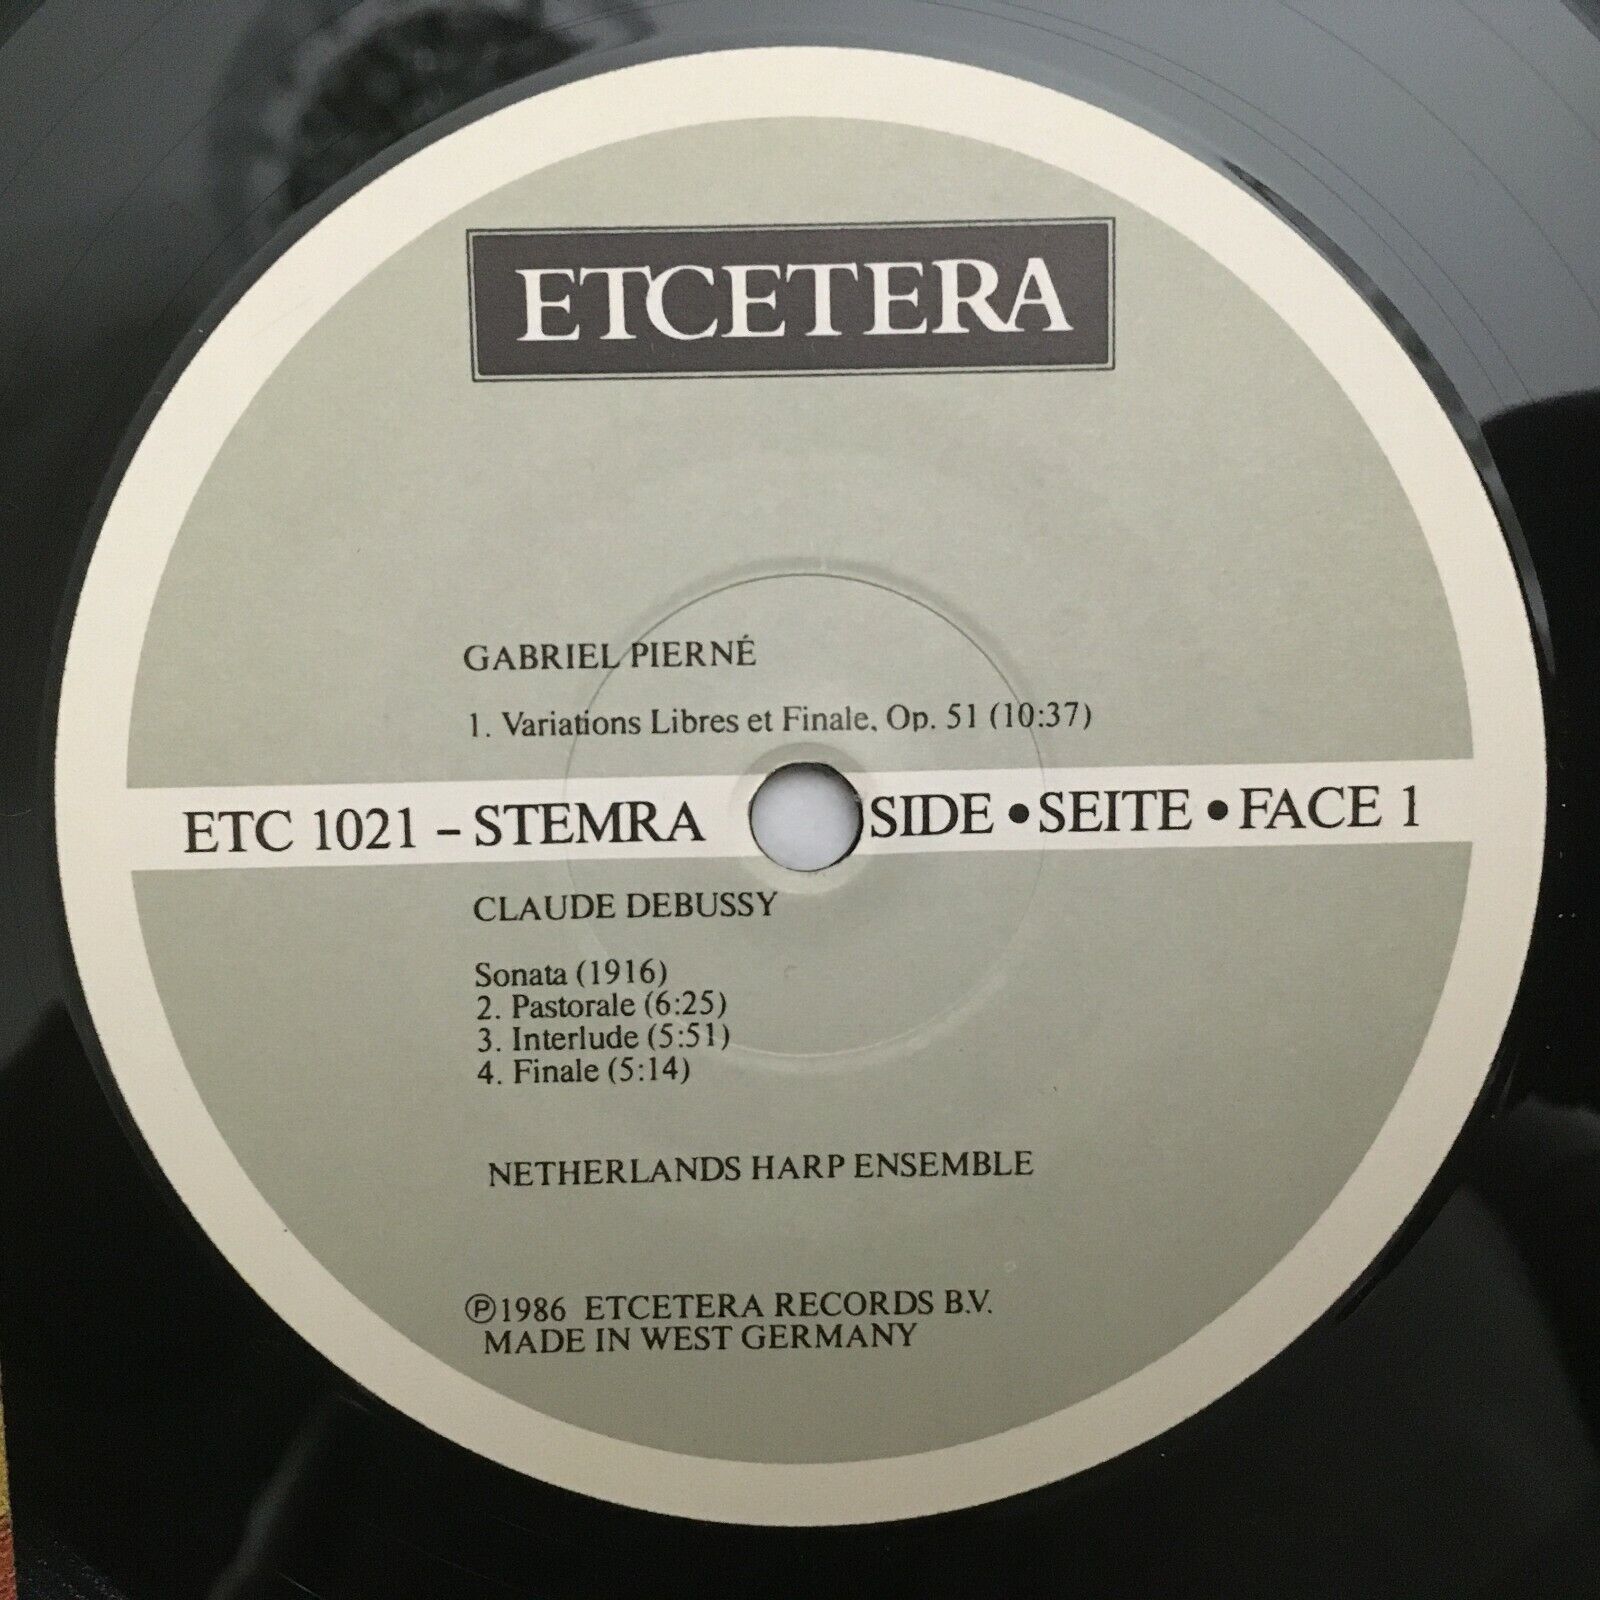 ETCETERA
GABRIEL PIERNÉ
1. Variations Libres et Finale, Op. 51 (10:37)
ETC 1021 – STEMRA SIDE • SEITE • FACE 1
CLAUDE DEBUSSY
Sonata (1916)
2. Pastorale (6:25)
3. Interlude (5:51)
4. Finale (5:14)
NETHERLANDS HARP ENSEMBLE
℗1986 ETCETERA RECORDS B.V.
MADE IN WEST GERMANY